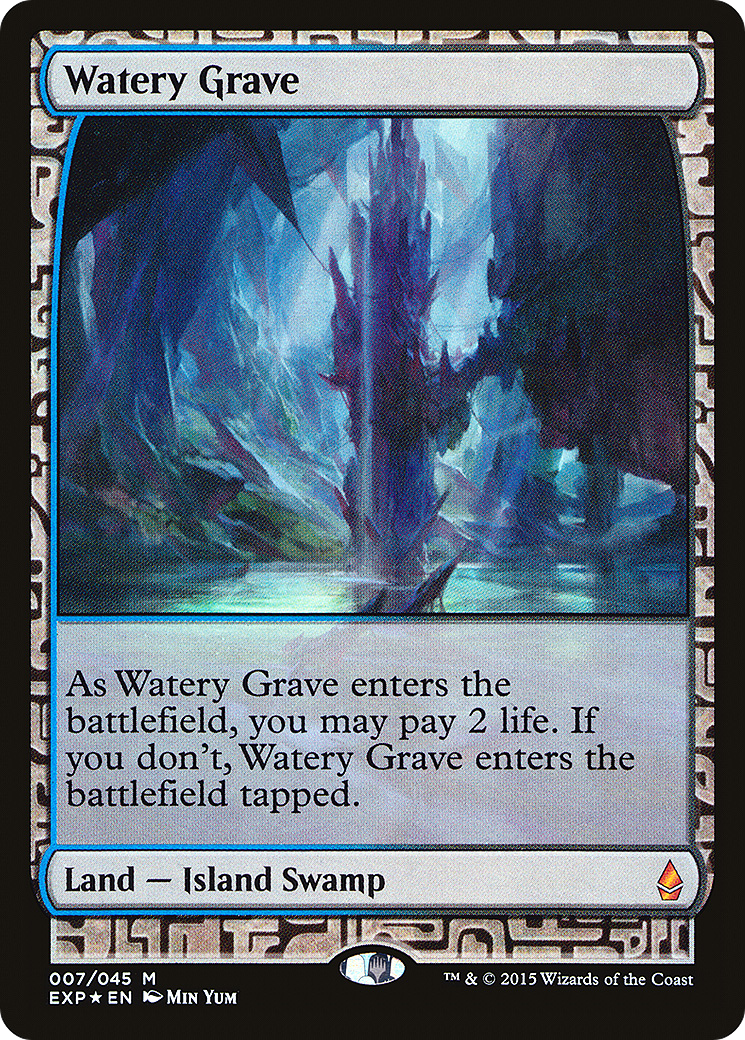 Watery Grave
As Watery Grave enters the
battlefield, you may pay 2 life. If
you don't, Watery Grave enters the
battlefield tapped.
Land — Island Swamp
007/045 M
EXP★EN Min Yum
™ & © 2015 Wizards of the Coast